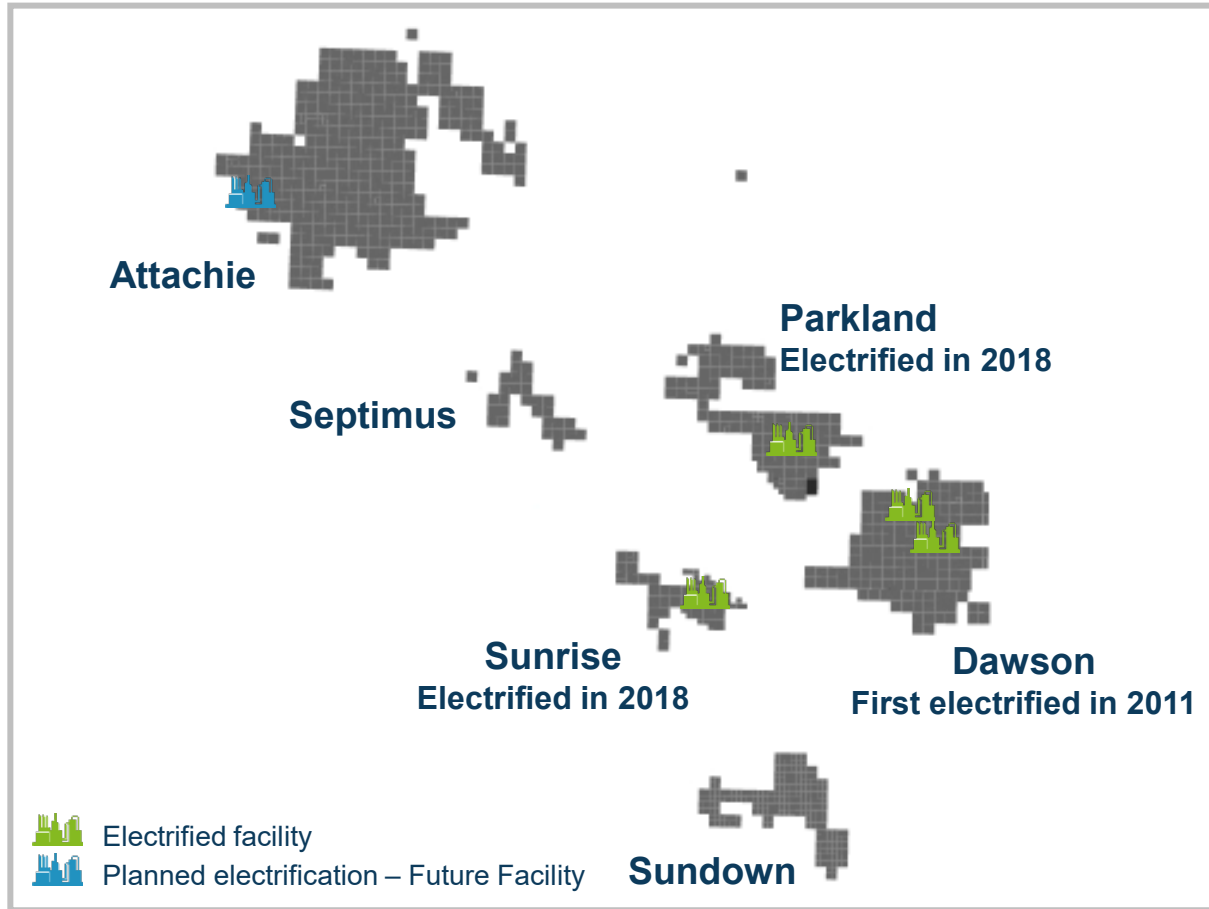 Attachie
Parkland
Electrified in 2018
Septimus
Sunrise
Electrified in 2018
Dawson
First electrified in 2011
Sundown
Electrified facility
Planned electrification – Future Facility